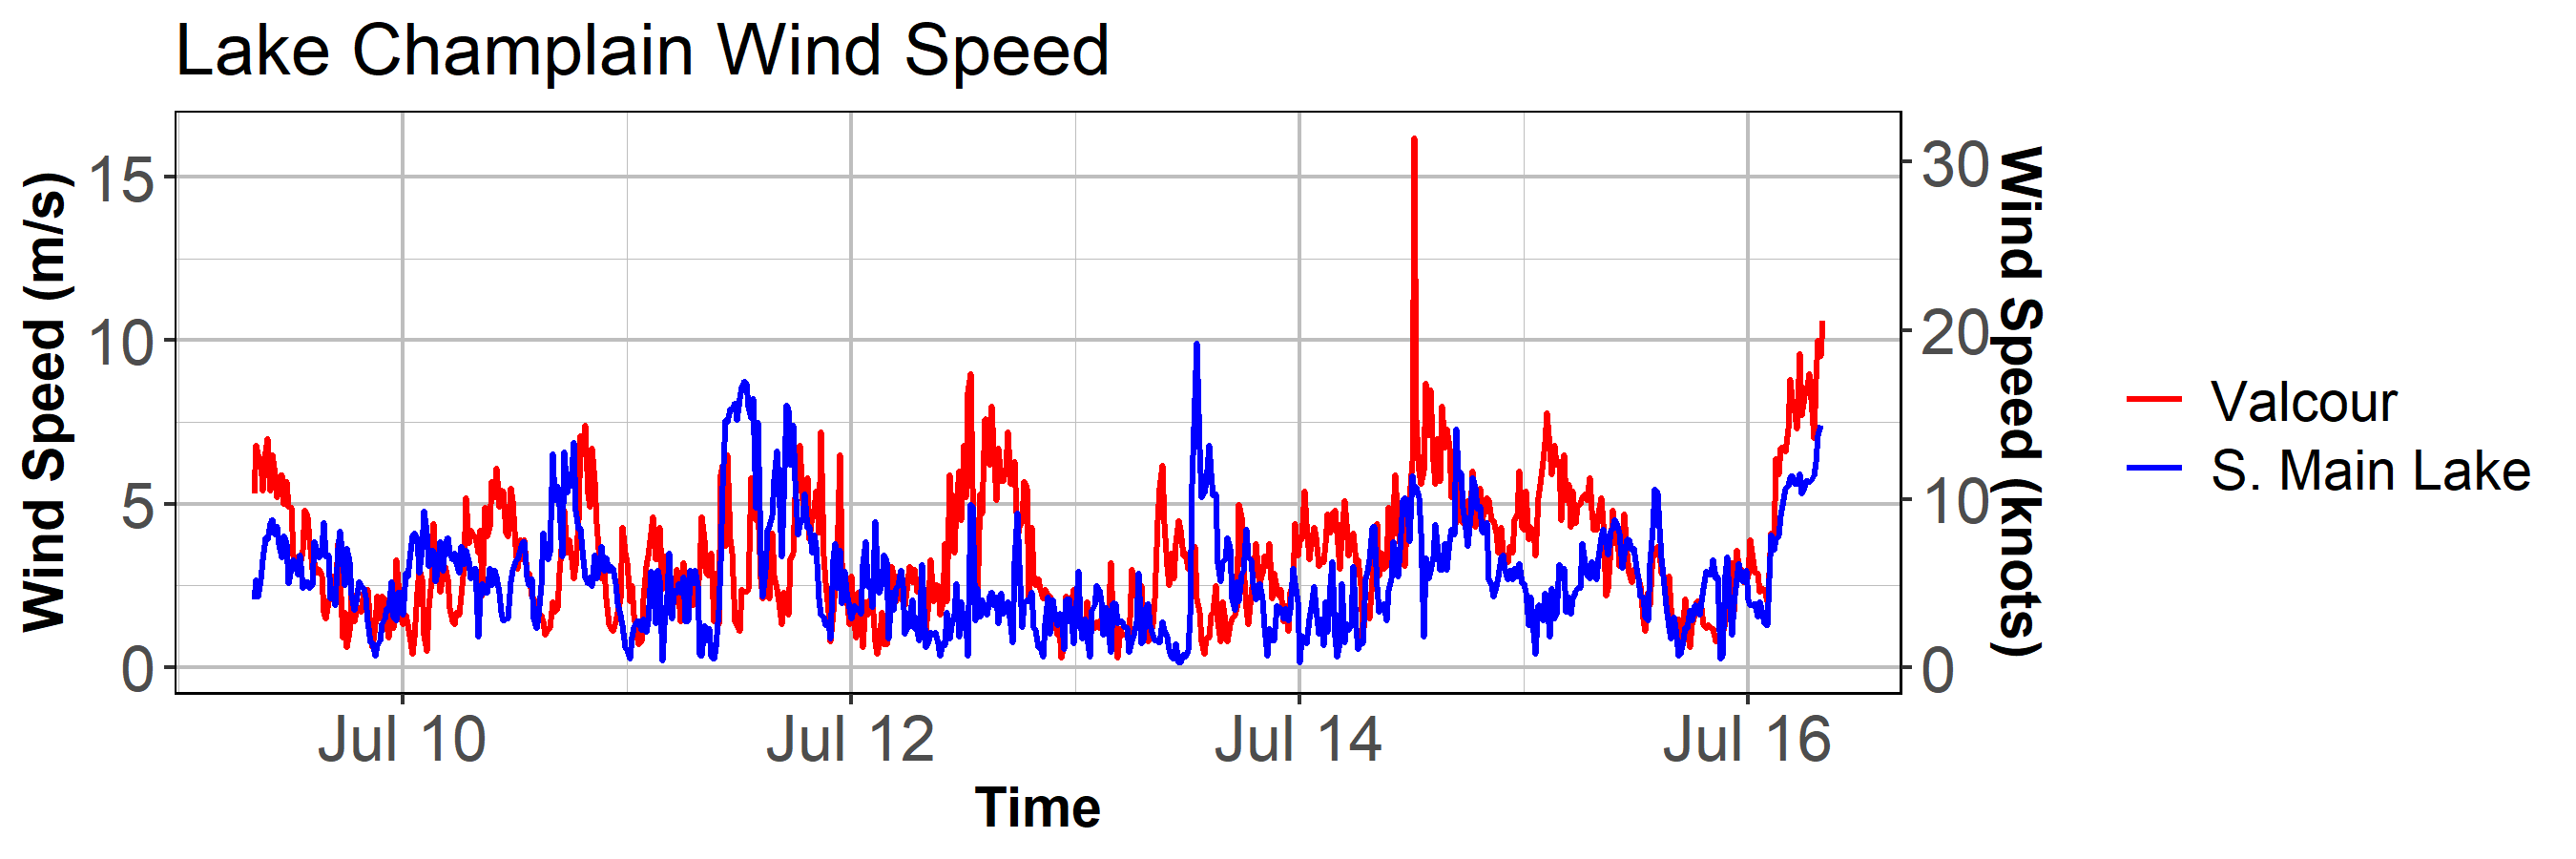 Lake Champlain Wind Speed
Wind Speed (m/s)
15
10
5
0
30
20
10
0
Wind Speed (knots)
Valcour
S. Main Lake
Jul 10
Jul 12
Jul 14
Jul 16
Time